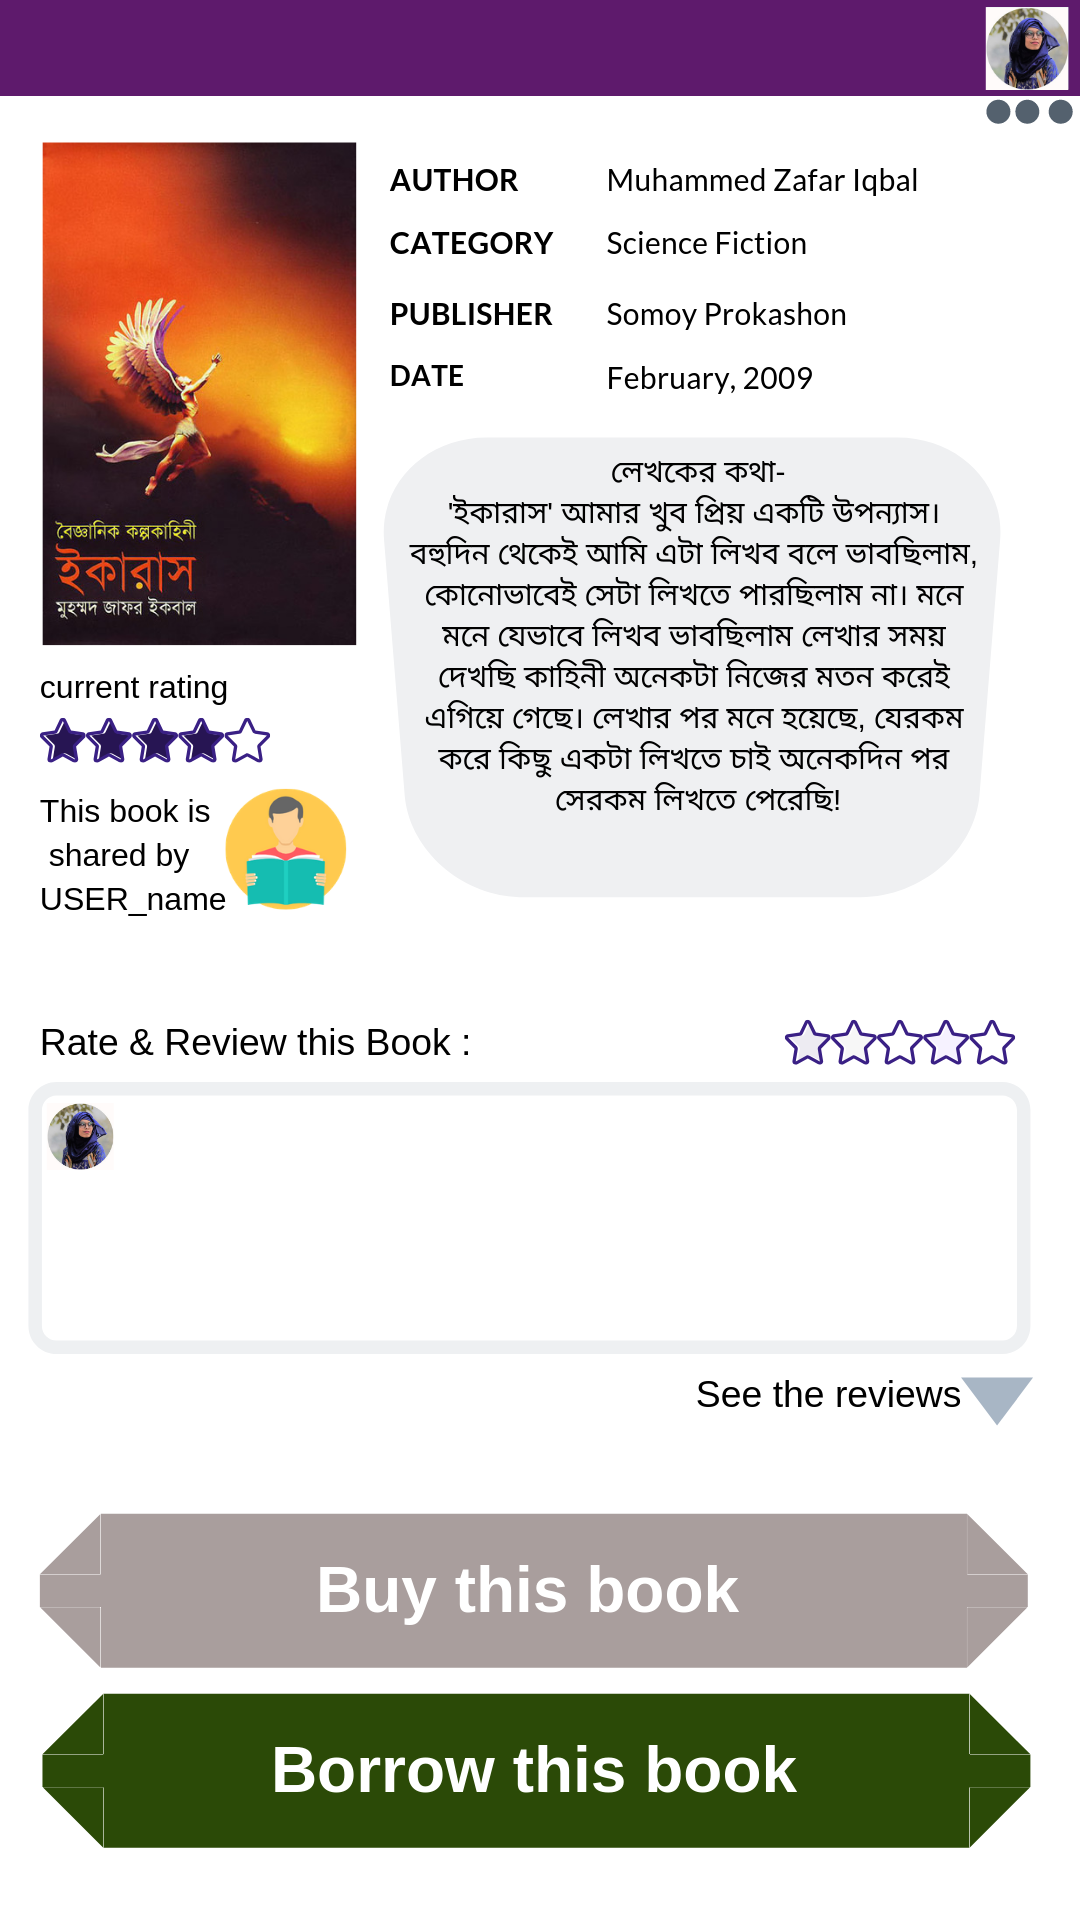 AUTHOR Muhammed Zafar Iqbal
CATEGORY Science Fiction
PUBLISHER Somoy Prokashon
DATE February, 2009
বৈজ্ঞানিক কল্পকাহিনী
ইকারাস
মুহম্মদ জাফর ইকবাল
লেখকের কথা-
'ইকারাস' আমার খুব প্রিয় একটি উপন্যাস।
বহুদিন থেকেই আমি এটা লিখব বলে ভাবছিলাম,
কোনোভাবেই সেটা লিখতে পারছিলাম না। মনে
মনে যেভাবে লিখব ভাবছিলাম লেখার সময়
দেখছি কাহিনী অনেকটা নিজের মতন করেই
এগিয়ে গেছে। লেখার পর মনে হয়েছে, যেরকম
করে কিছু একটা লিখতে চাই অনেকদিন পর
সেরকম লিখতে পেরেছি!
current rating
This book is
shared by
USER_name
Rate & Review this Book :
See the reviews
Buy this book
Borrow this book